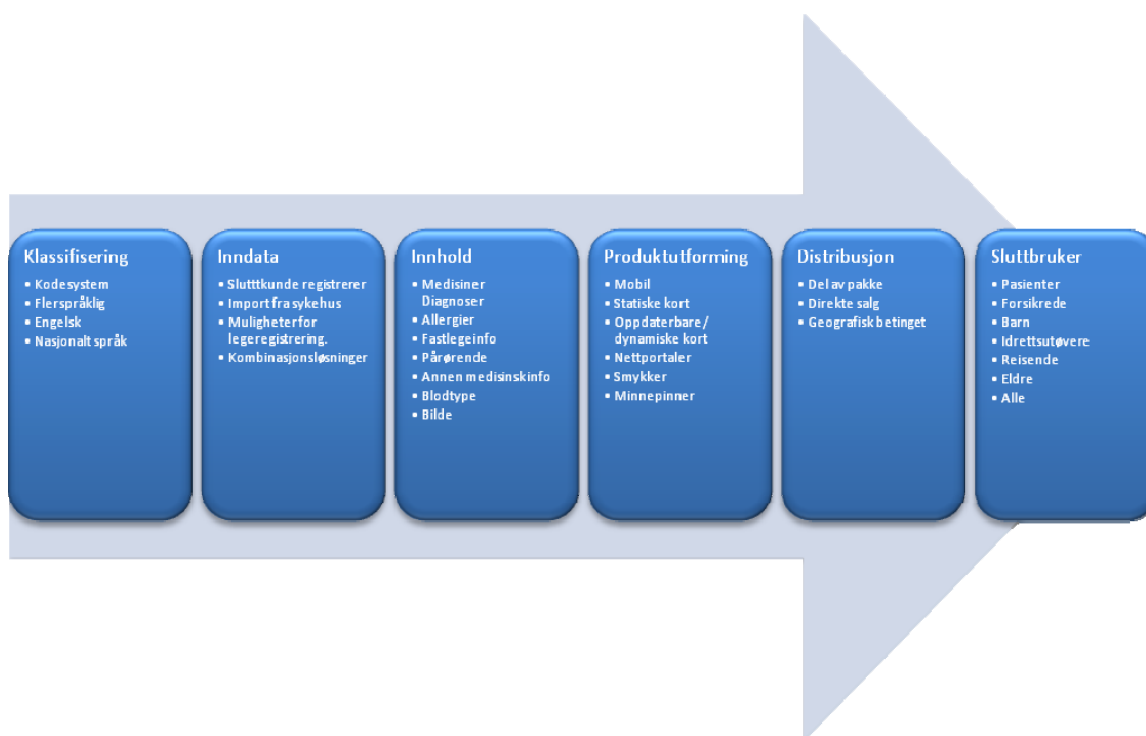 Klassifisering
▪ Kodesystem
▪ Flerspråklig
▪ Engelsk
▪ Nasjonalt språk
Inndata
▪ Slutttkunde registrerer
▪ Import fra sykehus
▪ Muligheter for
legeregistrering.
▪ Kombinasjonsløsninger
Innhold
▪ Medisiner
Diagnoser
▪ Allergier
▪ Fastlegeinfo
▪ Pårørende
▪ Annen medisinsk info
▪ Blodtype
▪ Bilde
Produktutforming
▪ Mobil
▪ Statiske kort
▪ Oppdaterbare/
dynamiske kort
▪ Nettportaler
▪ Smykker
▪ Minnepinner
Distribusjon
▪ Del av pakke
▪ Direkte salg
▪ Geografisk betinget
Sluttbruker
▪ Pasienter
▪ Forsikrede
▪ Barn
▪ Idrettsutøvere
▪ Reisende
▪ Eldre
▪ Alle